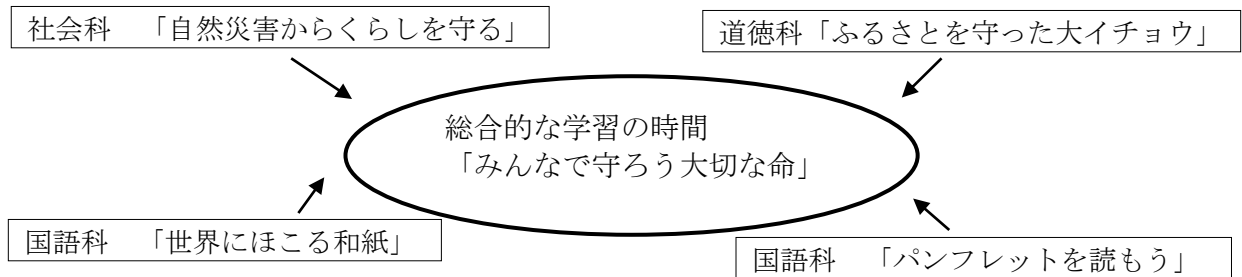 社会科　「自然災害からくらしを守る」
道徳科「ふるさとを守った大イチョウ」
総合的な学習の時間
「みんなで守ろう大切な命」
国語科　「世界にほこる和紙」
国語科　「パンフレットを読もう」